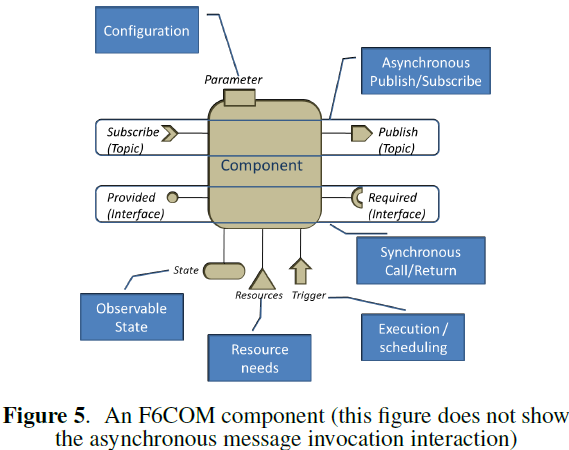 Configuration
Parameter
Asynchronous
Publish/Subscribe
Subscribe
(Topic)
Publish
(Topic)
Component
Provided
(Interface)
Required
(Interface)
Synchronous
Call/Return
State
Resources
Trigger
Observable
State
Resource
needs
Execution /
scheduling
Figure 5. An F6COM component (this figure does not show
the asynchronous message invocation interaction)